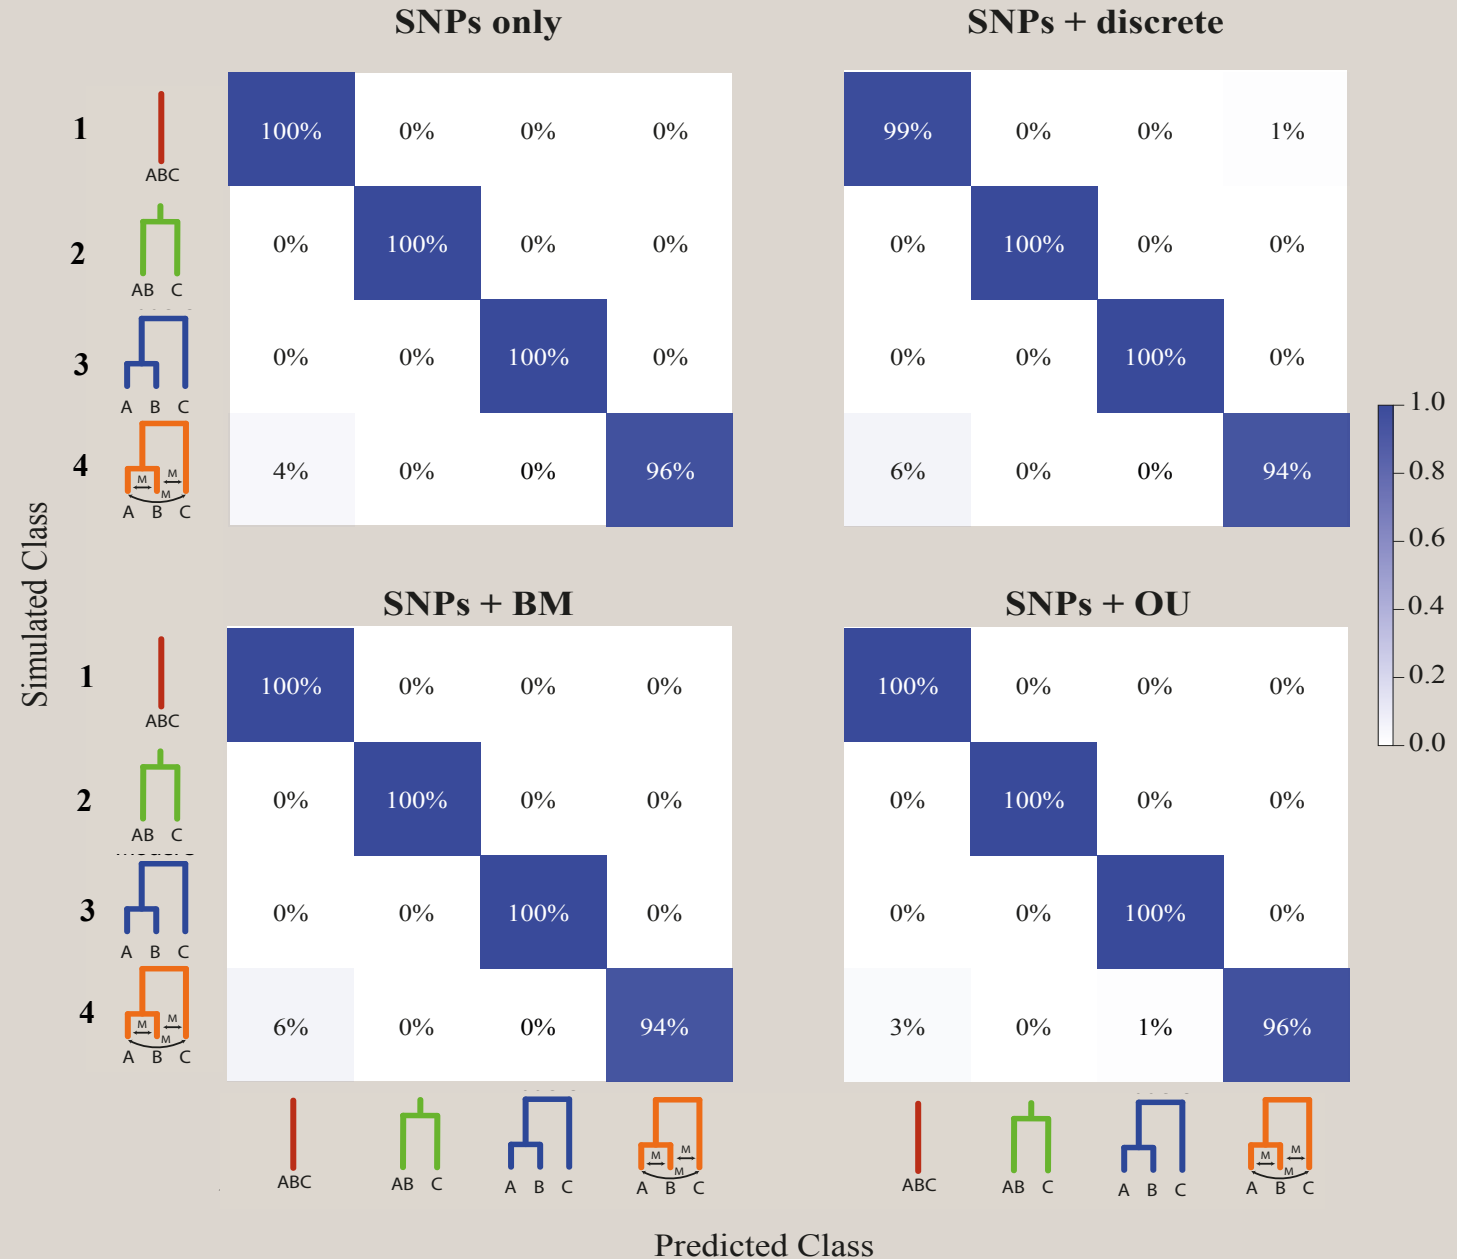 SNPs only
SNPs + discrete
1
ABC
100% 0% 0% 0%
99% 0% 0% 1%
2
AB C
0% 100% 0% 0%
0% 100% 0% 0%
3
A B C
0% 0% 100% 0%
0% 0% 100% 0%
4
M M
M
A B C
4% 0% 0% 96%
6% 0% 0% 94%
1.0
0.8
0.6
0.4
0.2
0.0
Simulated Class
SNPs + BM
SNPs + OU
1
ABC
100% 0% 0% 0%
100% 0% 0% 0%
2
AB C
0% 100% 0% 0%
0% 100% 0% 0%
3
A B C
0% 0% 100% 0%
0% 0% 100% 0%
4
M M
M
A B C
6% 0% 0% 94%
3% 0% 1% 96%
ABC
AB C
A B C
M M
M
A B C
ABC
AB C
A B C
M M
M
A B C
Predicted Class